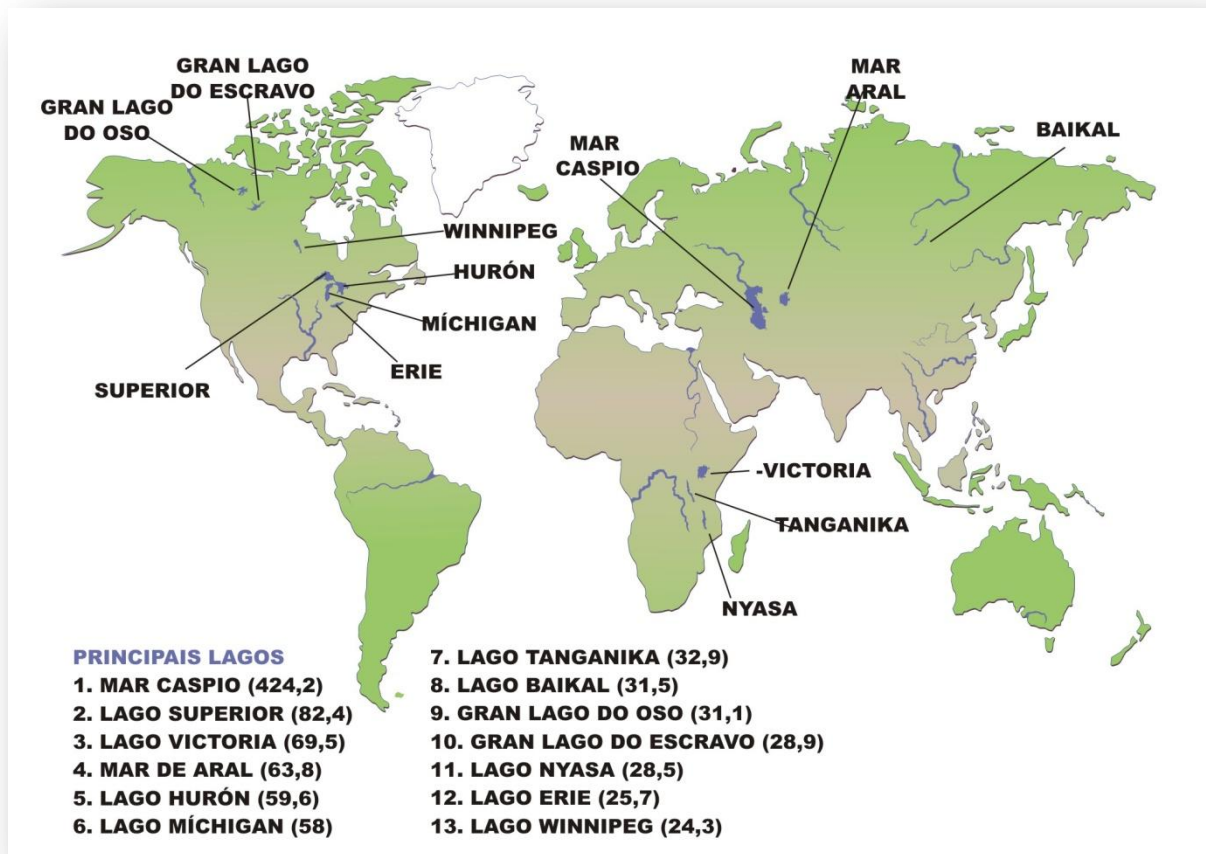 GRAN LAGO
DO ESCRAVO
GRAN LAGO
DO OSO
MAR
ARAL
BAIKAL
MAR
CASPIO
WINNIPEG
HURÓN
MÍCHIGAN
ERIE
SUPERIOR
-VICTORIA
TANGANIKA
NYASA
PRINCIPAIS LAGOS
1. MAR CASPIO (424,2)
2. LAGO SUPERIOR (82,4)
3. LAGO VICTORIA (69,5)
4. MAR DE ARAL (63,8)
5. LAGO HURÓN (59,6)
6. LAGO MÍCHIGAN (58)
7. LAGO TANGANIKA (32,9)
8. LAGO BAIKAL (31,5)
9. GRAN LAGO DO OSO (31,1)
10. GRAN LAGO DO ESCRAVO (28,9)
11. LAGO NYASA (28,5)
12. LAGO ERIE (25,7)
13. LAGO WINNIPEG (24,3)